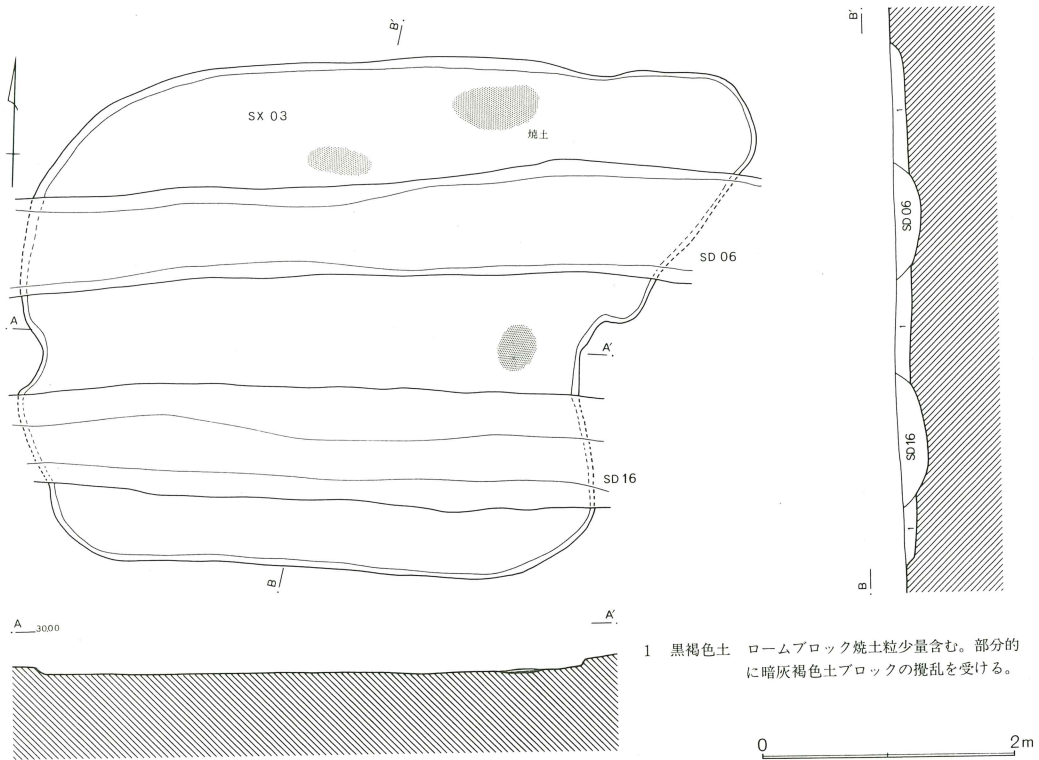 B'
B'
SX 03
焼土
1
SD 06
SD 06
A
A'
1
SD 16
SD 16
1
B
B
A 30.00
A'
1 黒褐色土 ロームブロック焼土粒少量含む。部分的
に暗灰褐色土ブロックの攪乱を受ける。
0 2m